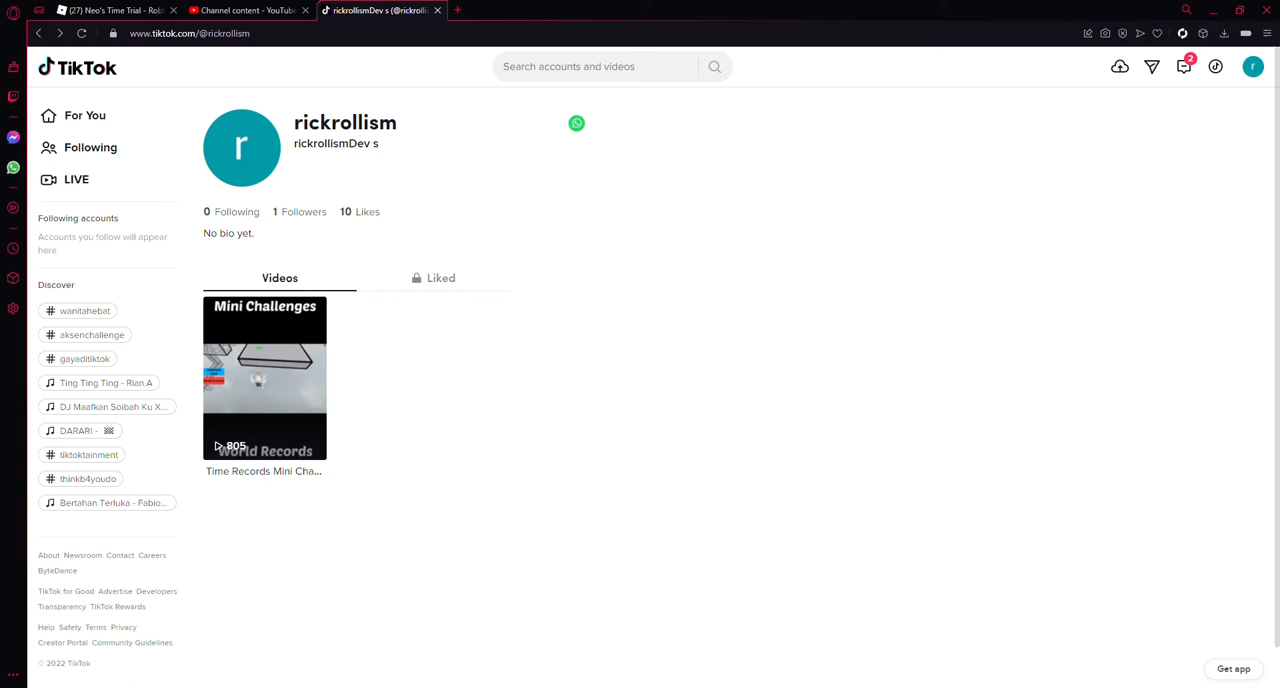 (27) Neo's Time Trial - Robl
Channel content - YouTube
rickrollismDev s (@rickrollis
www.tiktok.com/@rickrollism
TikTok
Search accounts and videos
2
r
For You
Following
LIVE
Following accounts
Accounts you follow will appear
here
Discover
# wanitahebat
# aksenchallenge
# gayaditiktok
Ting Ting Ting - Rian.A
DJ Maafkan Soibah Ku X...
DARARI -
# tiktoktainment
# thinkb4youdo
Bertahan Terluka - Fabio...
About Newsroom Contact Careers
ByteDance
TikTok for Good Advertise Developers
Transparency TikTok Rewards
Help Safety Terms Privacy
Creator Portal Community Guidelines
© 2022 TikTok
r
rickrollism
rickrollismDev s
0 Following 1 Followers 10 Likes
No bio yet.
Videos
Liked
Mini Challenges
805
World Records
Time Records Mini Cha...
Get app